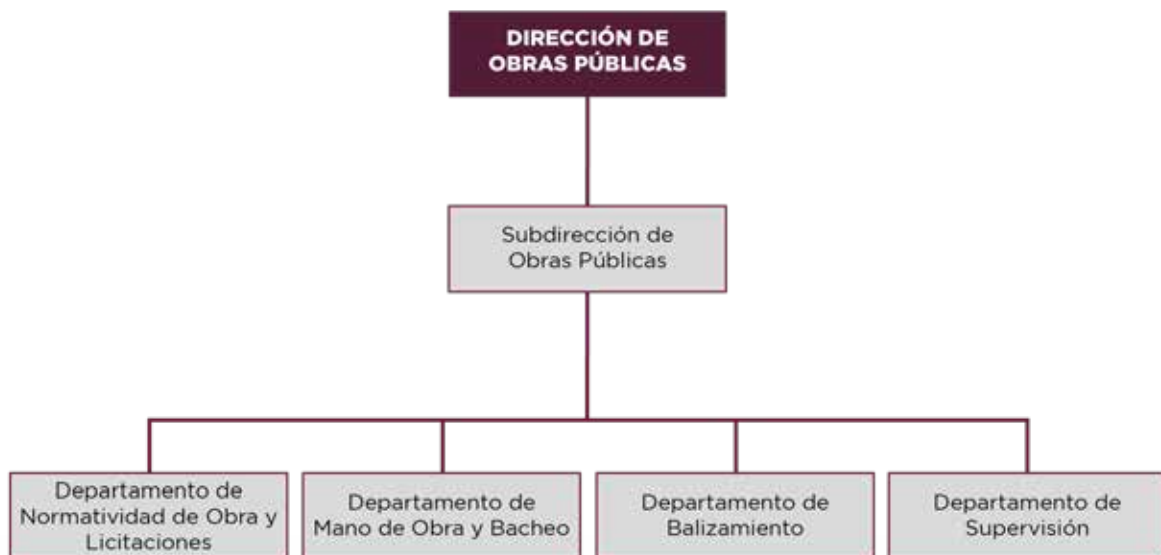 DIRECCIÓN DE
OBRAS PÚBLICAS
Subdirección de
Obras Públicas
Departamento de
Normatividad de Obra y
Licitaciones
Departamento de
Mano de Obra y Bacheo
Departamento de
Balizamiento
Departamento de
Supervisión